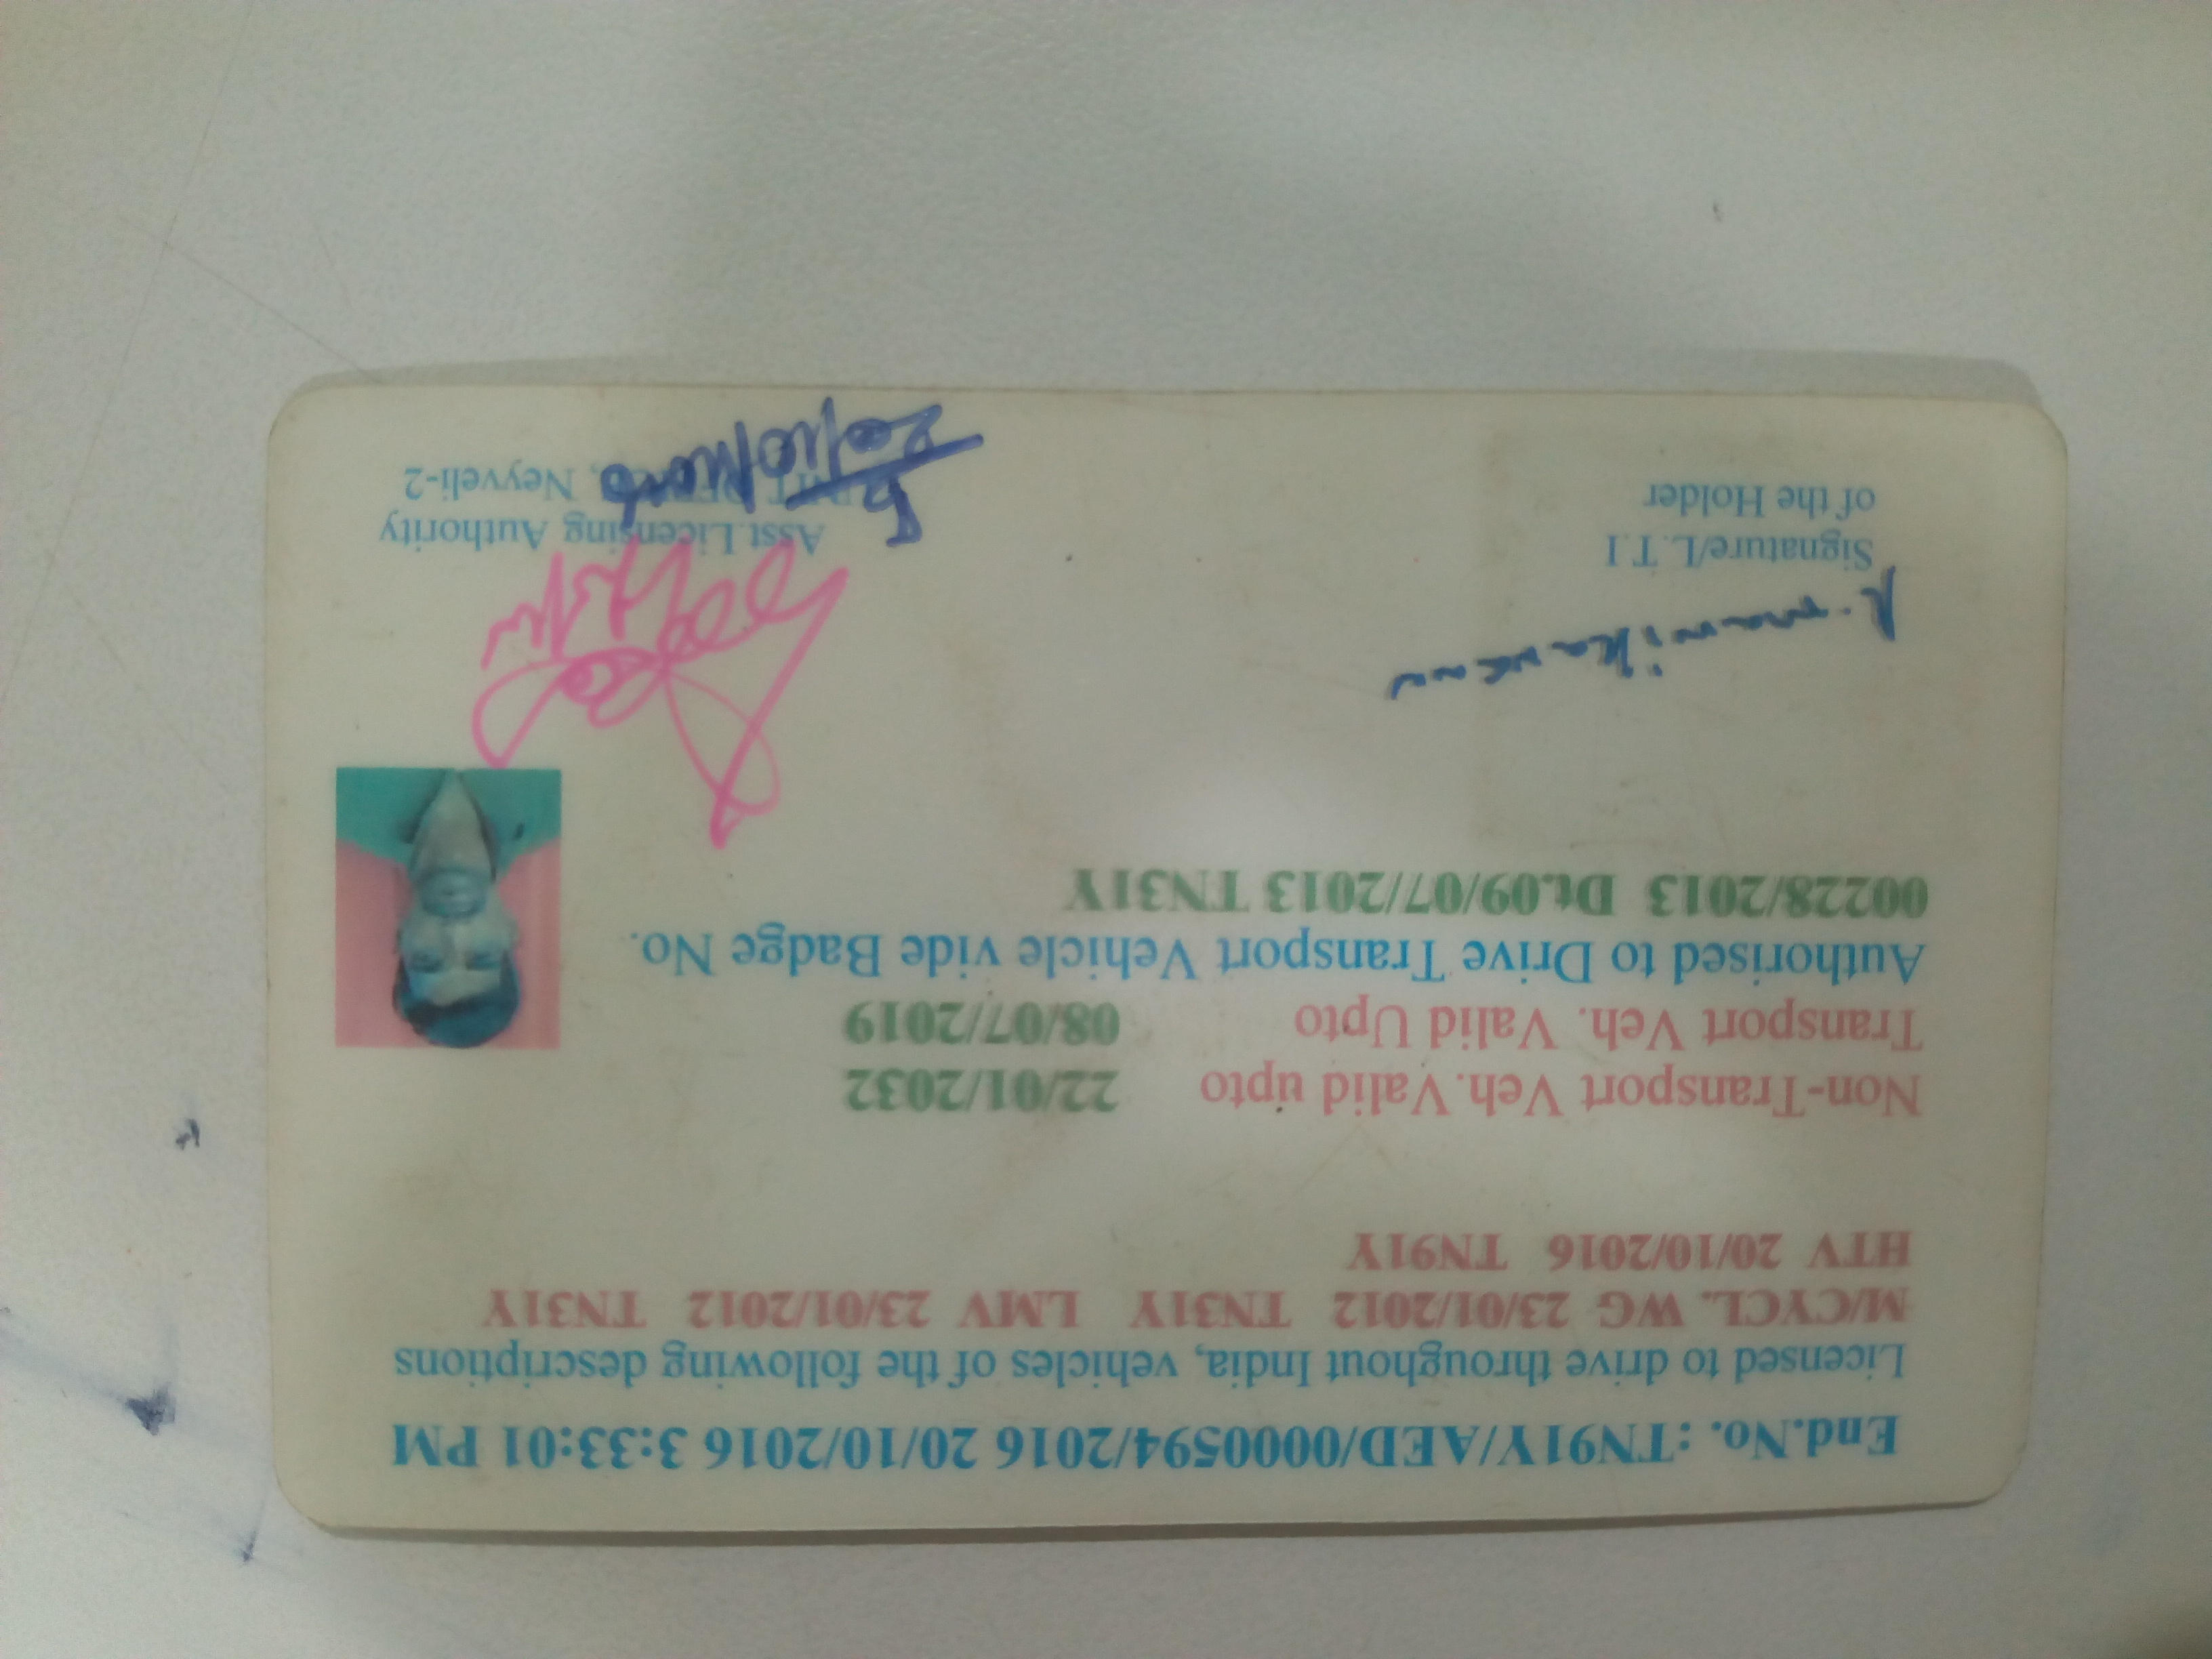 End.No. :TN91Y/AED/0000594/2016 20/10/2016 3:33:01 PM
Licensed to drive throughout India, vehicles of the following descriptions
M/CYCL. WG 23/01/2012 TN31Y LMV 23/01/2012 TN31Y
HTV 20/10/2016 TN91Y
Non-Transport Veh.Valid upto 22/01/2032
Transport Veh. Valid Upto 08/07/2019
Authorised to Drive Transport Vehicle vide Badge No.
00228/2013 Dt.09/07/2013 TN31Y
Signature/L.T.I
of the Holder
Asst.Licensing Authority
Neyveli-2